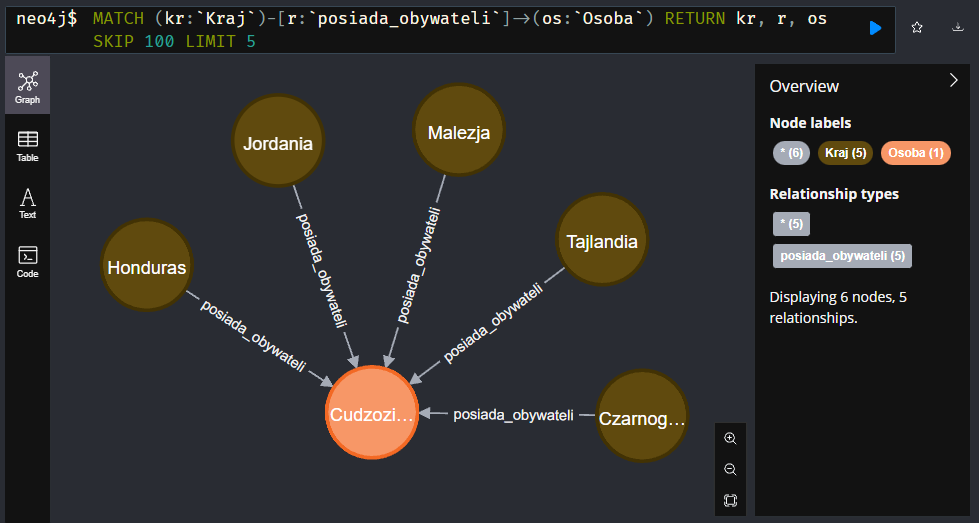 neo4j$ MATCH (kr:`Kraj`)-[r:`posiada_obywateli`]->(os:`Osoba`) RETURN kr, r, os
SKIP 100 LIMIT 5
Graph
Table
Text
Code
Jordania
Malezja
Tajlandia
Honduras
Cudzozi...
Czarnog...
posiada_obywateli
posiada_obywateli
posiada_obywateli
posiada_obywateli
posiada_obywateli
Overview
Node labels
* (6) Kraj (5) Osoba (1)
Relationship types
* (5)
posiada_obywateli (5)
Displaying 6 nodes, 5
relationships.